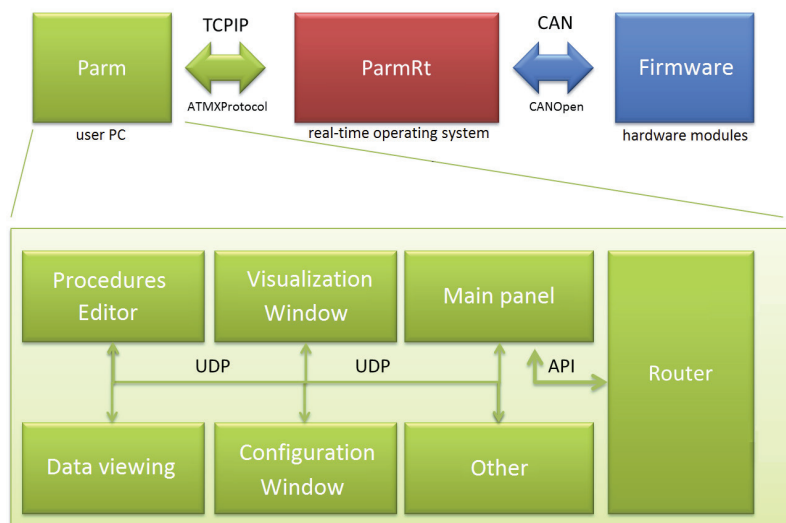 TCPIP
CAN
Parm
ParmRt
Firmware
ATMXProtocol
CANOpen
user PC
real-time operating system
hardware modules
Procedures
Editor
Visualization
Window
Main panel
UDP
UDP
API
Router
Data viewing
Configuration
Window
Other